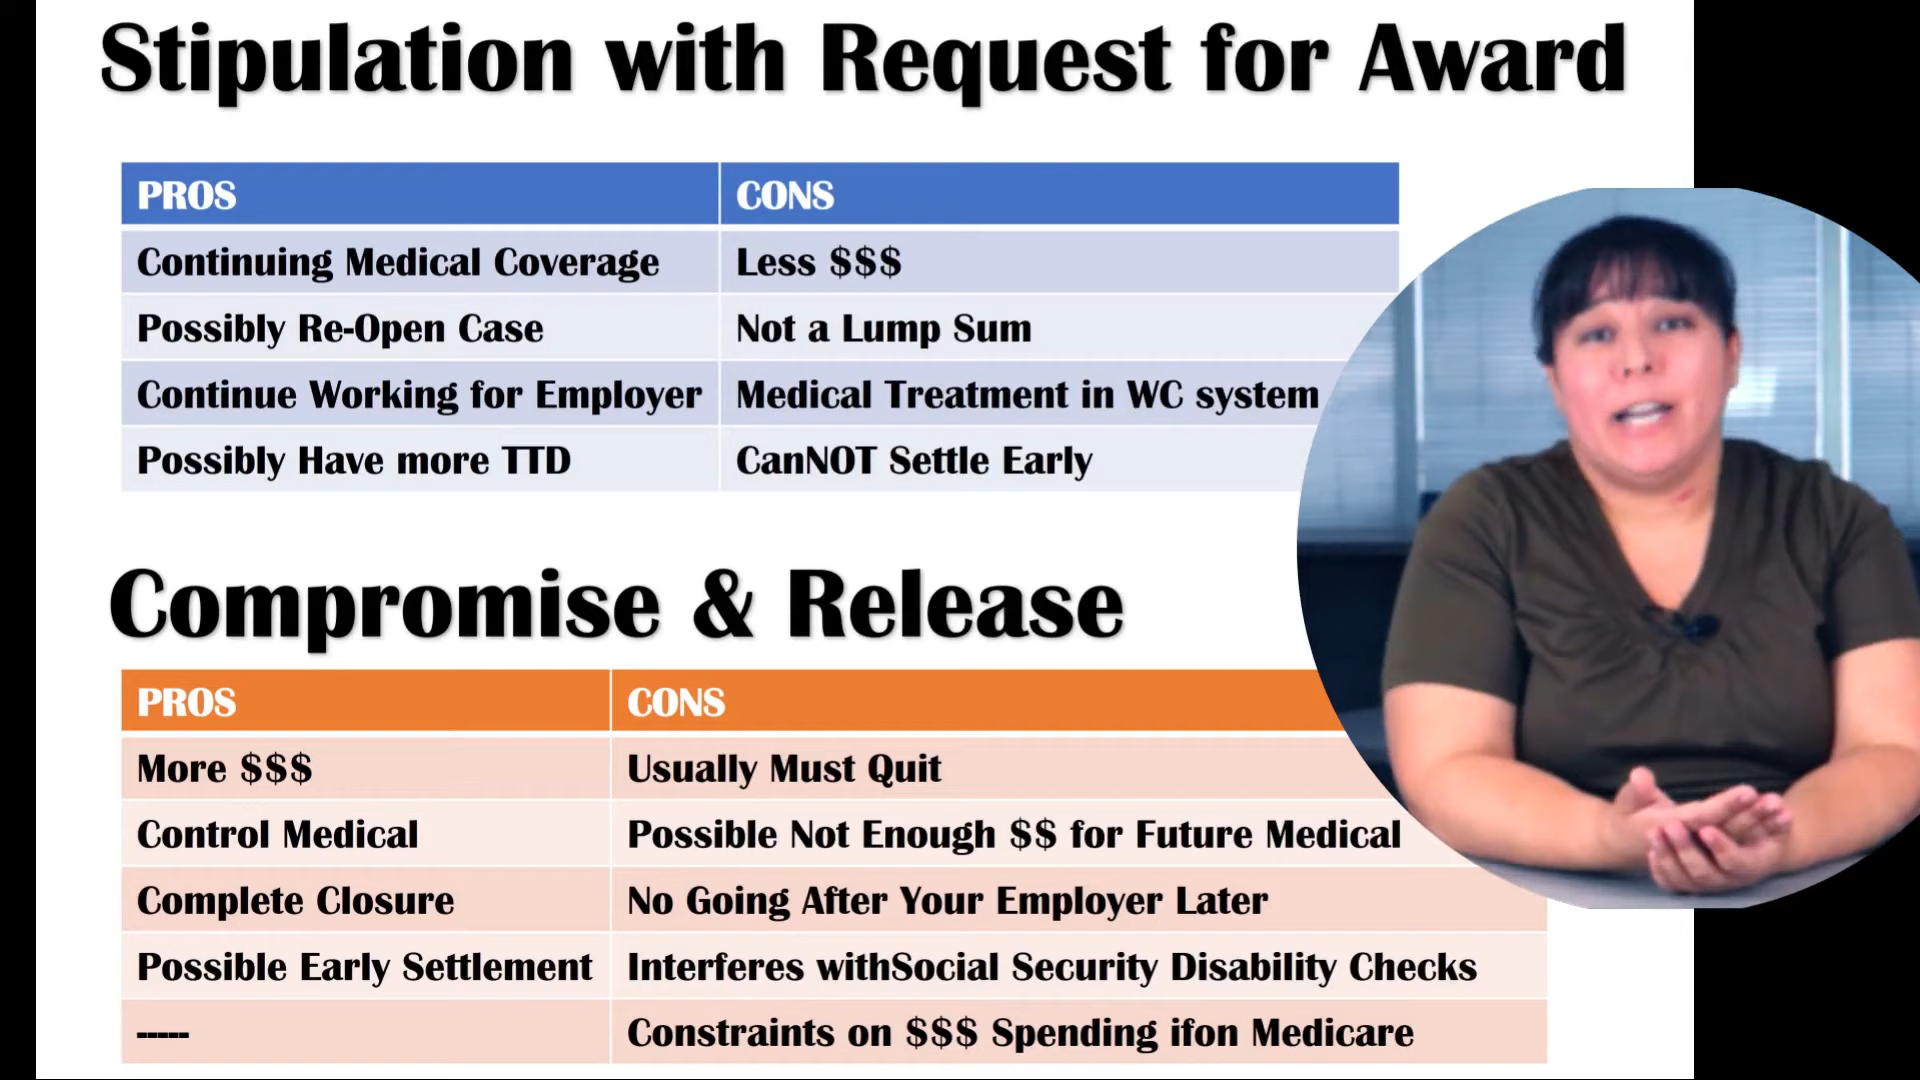 Stipulation with Request for Award
PROS CONS
Continuing Medical Coverage Less $$$
Possibly Re-Open Case Not a Lump Sum
Continue Working for Employer Medical Treatment in WC system
Possibly Have more TTD CanNOT Settle Early
Compromise & Release
PROS CONS
More $$$ Usually Must Quit
Control Medical Possible Not Enough $$ for Future Medical
Complete Closure No Going After Your Employer Later
Possible Early Settlement Interferes withSocial Security Disability Checks
----- Constraints on $$$ Spending ifon Medicare